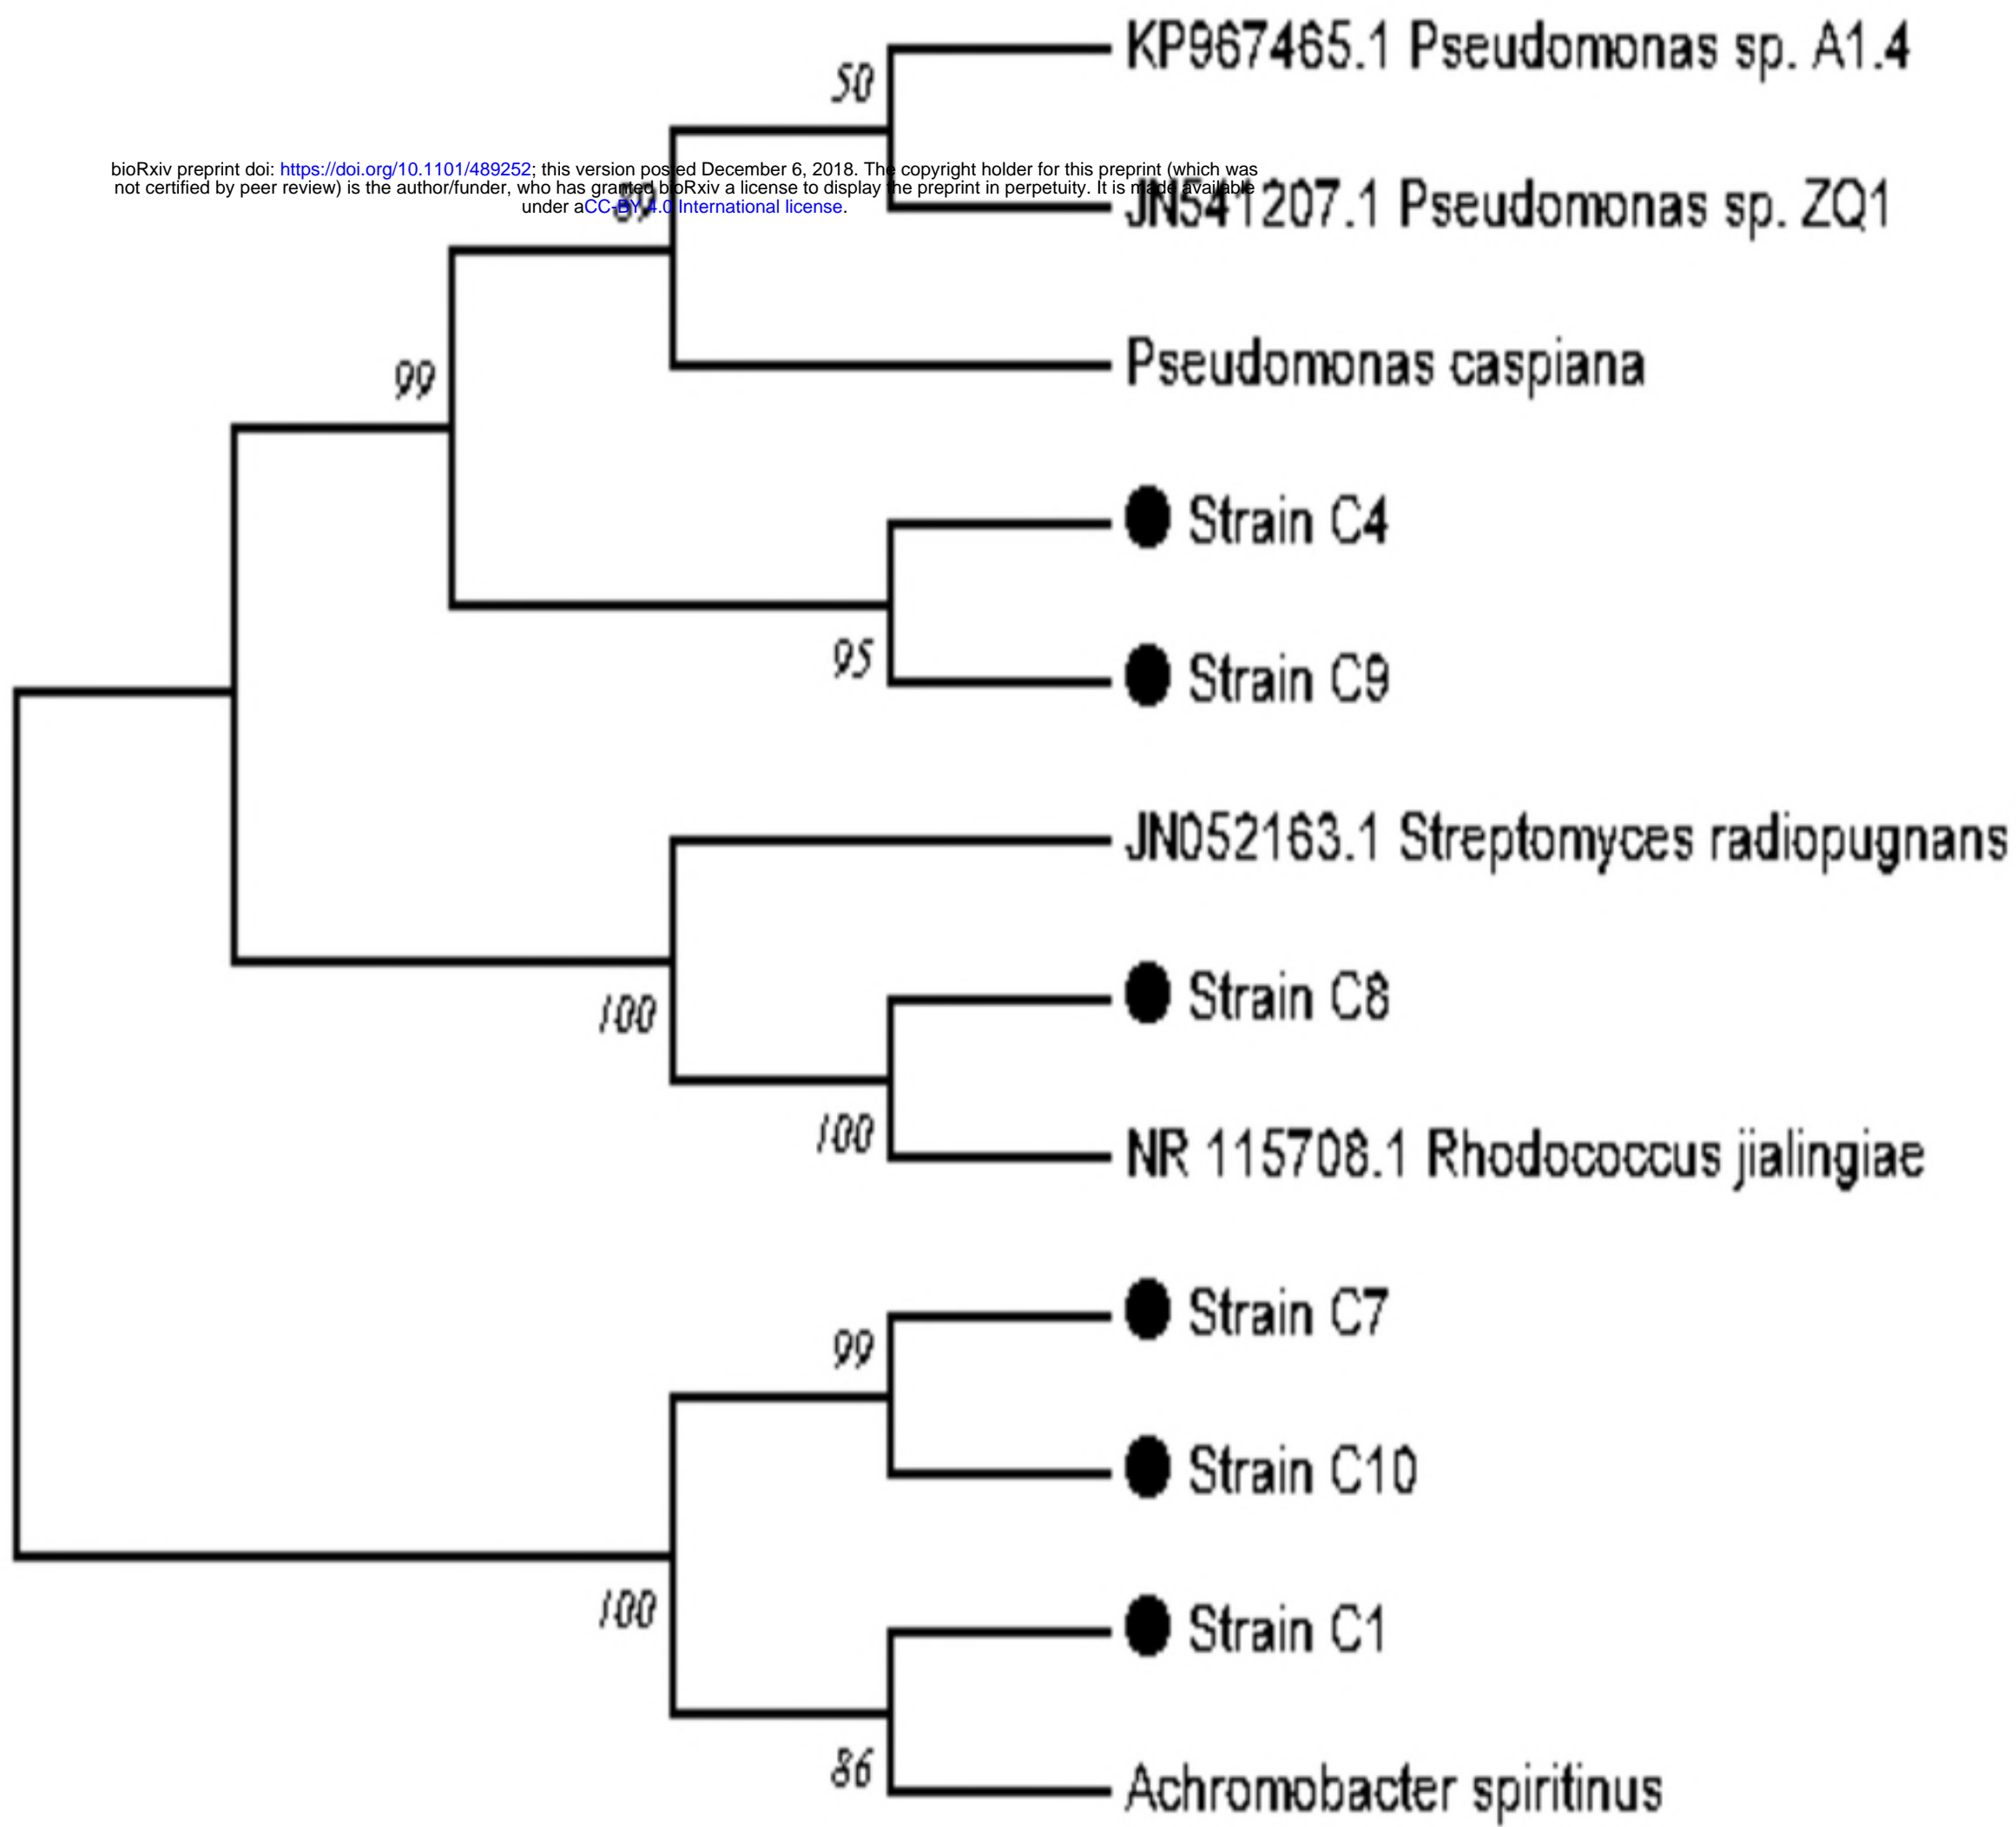 KP967465.1 Pseudomonas sp. A1.4
50
bioRxiv preprint doi: https://doi.org/10.1101/489252; this version posted December 6, 2018. The copyright holder for this preprint (which was
not certified by peer review) is the author/funder, who has granted bioRxiv a license to display the preprint in perpetuity. It is made available
under aCC-BY 4.0 International license.
JN541207.1 Pseudomonas sp. ZQ1
Pseudomonas caspiana
99
Strain C4
95
Strain C9
JN052163.1 Streptomyces radiopugnans
Strain C8
100
100
NR 115708.1 Rhodococcus jialingiae
Strain C7
99
Strain C10
100
Strain C1
86
Achromobacter spiritinus